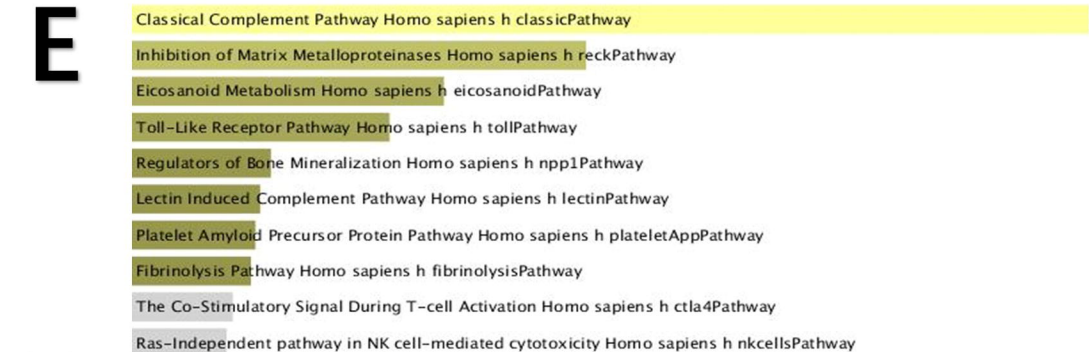 E
Classical Complement Pathway Homo sapiens h classicPathway
Inhibition of Matrix Metalloproteinases Homo sapiens h reckPathway
Eicosanoid Metabolism Homo sapiens h eicosanoidPathway
Toll-Like Receptor Pathway Homo sapiens h tollPathway
Regulators of Bone Mineralization Homo sapiens h npp1Pathway
Lectin Induced Complement Pathway Homo sapiens h lectinPathway
Platelet Amyloid Precursor Protein Pathway Homo sapiens h plateletAppPathway
Fibrinolysis Pathway Homo sapiens h fibrinolysisPathway
The Co-Stimulatory Signal During T-cell Activation Homo sapiens h ctla4Pathway
Ras-Independent pathway in NK cell-mediated cytotoxicity Homo sapiens h nkcellsPathway